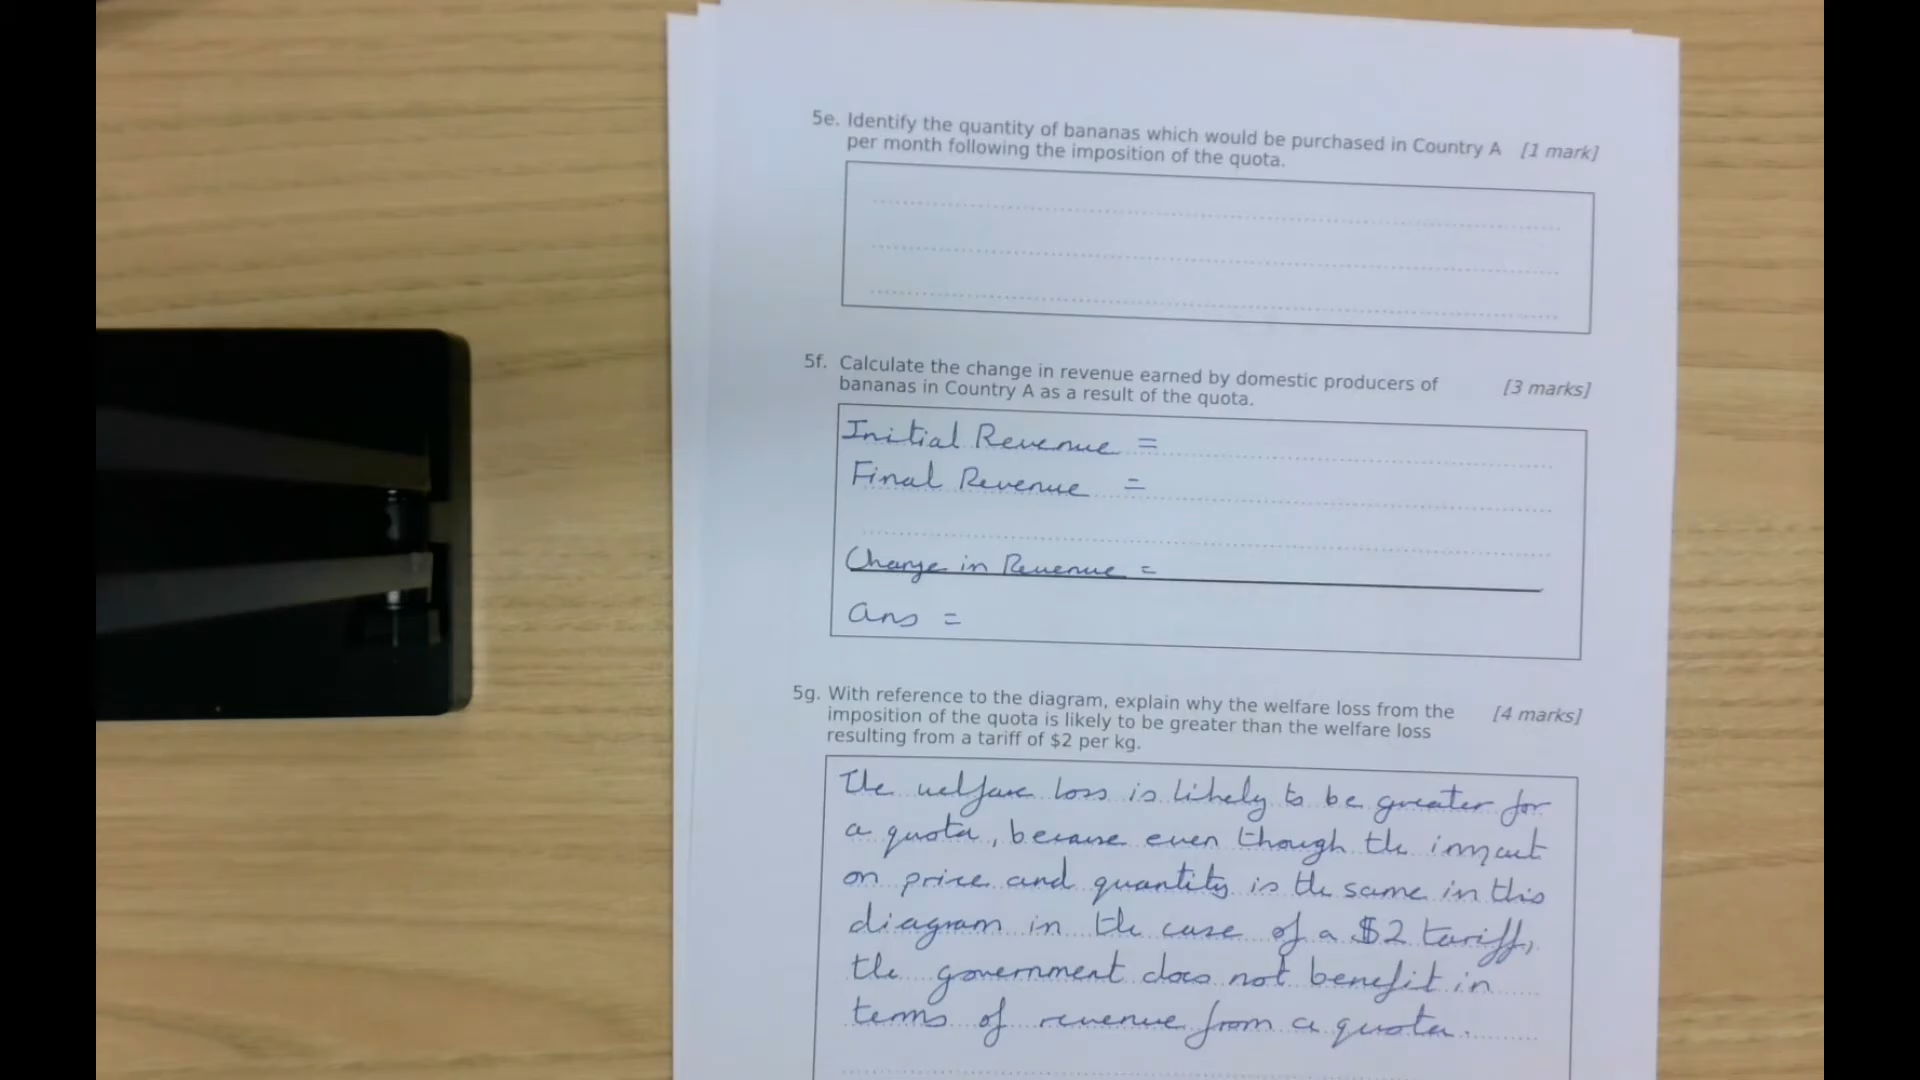 5e. Identify the quantity of bananas which would be purchased in Country A [1 mark]
per month following the imposition of the quota.
5f. Calculate the change in revenue earned by domestic producers of [3 marks]
bananas in Country A as a result of the quota.
Initial Revenue =
Final Revenue =
Change in Revenue =
Ans =
5g. With reference to the diagram, explain why the welfare loss from the [4 marks]
imposition of the quota is likely to be greater than the welfare loss
resulting from a tariff of $2 per kg.
The welfare loss is likely to be greater for
a quota, because even though the impact
on price and quantity is the same in this
diagram in the case of a $2 tariff,
the government does not benefit in
terms of revenue from a quota.